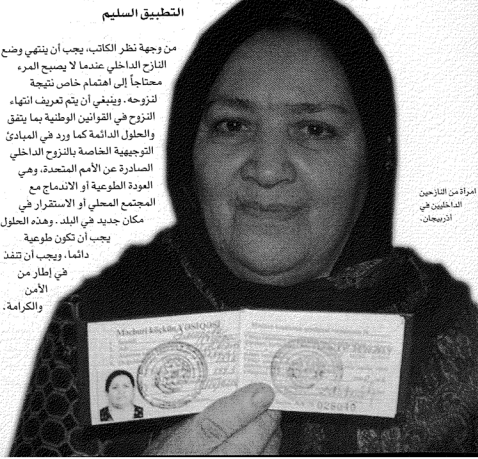 التطبيق السليم
من وجهة نظر الكاتب، يجب أن ينتهي وضع
النازح الداخلي عندما لا يصبح المرء
محتاجاً إلى اهتمام خاص نتيجة
لنزوحه. وينبغي أن يتم تعريف انتهاء
النزوح في القوانين الوطنية بما يتفق
والحلول الدائمة كما ورد في المبادئ
التوجيهية الخاصة بالنزوح الداخلي
الصادرة عن الأمم المتحدة، وهي
العودة الطوعية أو الاندماج مع
المجتمع المحلي أو الاستقرار في
مكان جديد في البلد. وهذه الحلول
يجب أن تكون طوعية
دائما، ويجب أن تنفذ
في إطار من
الأمن
والكرامة.
امرأة من النازحين
الداخليين في
أذربيجان.
Məcburi köçkün VƏSİQƏSİ
028049